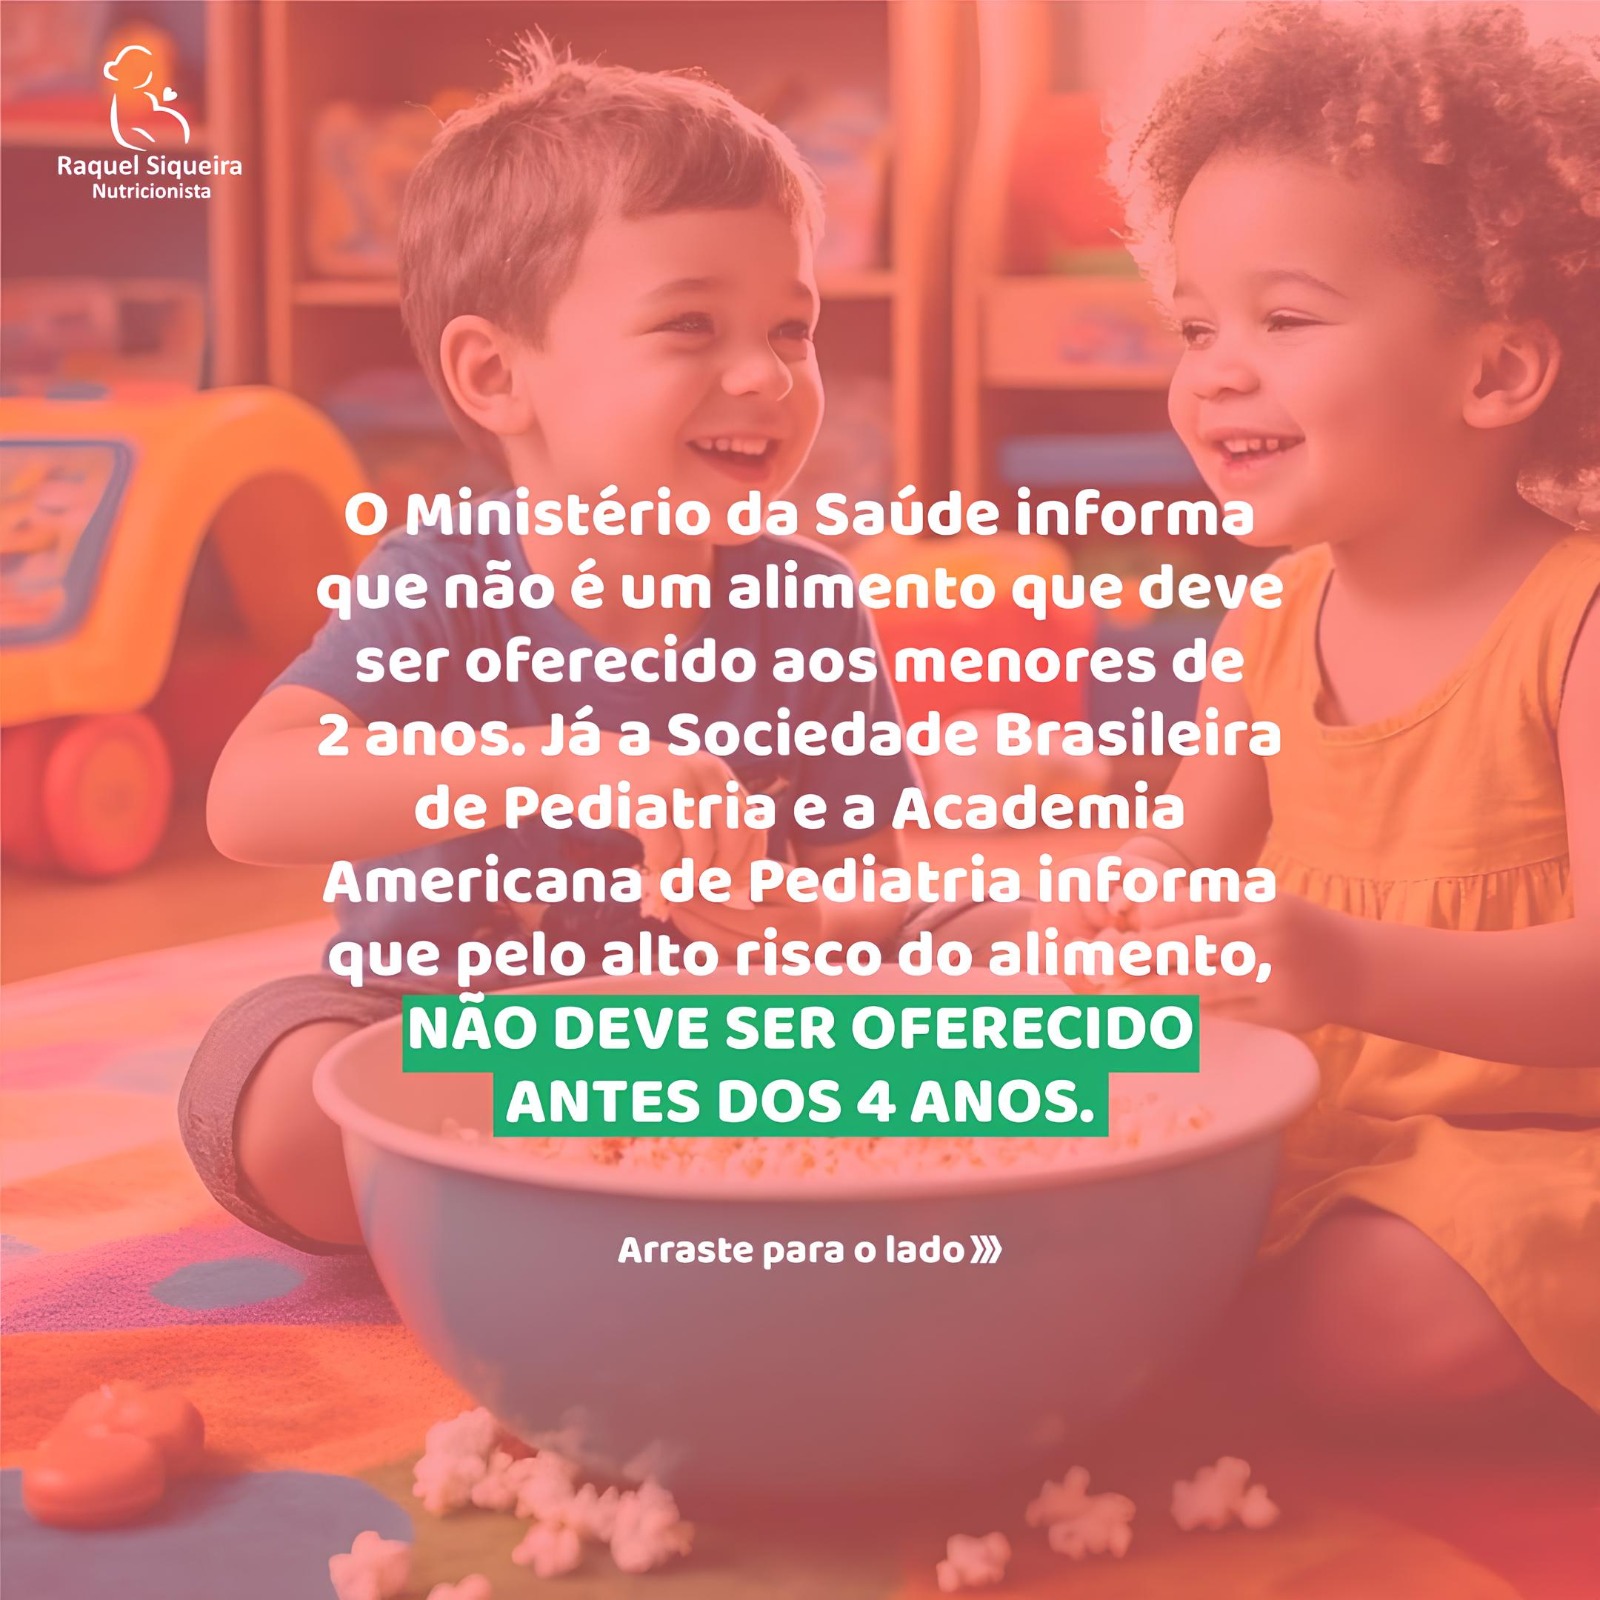 Raquel Siqueira
Nutricionista
O Ministério da Saúde informa
que não é um alimento que deve
ser oferecido aos menores de
2 anos. Já a Sociedade Brasileira
de Pediatria e a Academia
Americana de Pediatria informa
que pelo alto risco do alimento,
NÃO DEVE SER OFERECIDO
ANTES DOS 4 ANOS.
Arraste para o lado